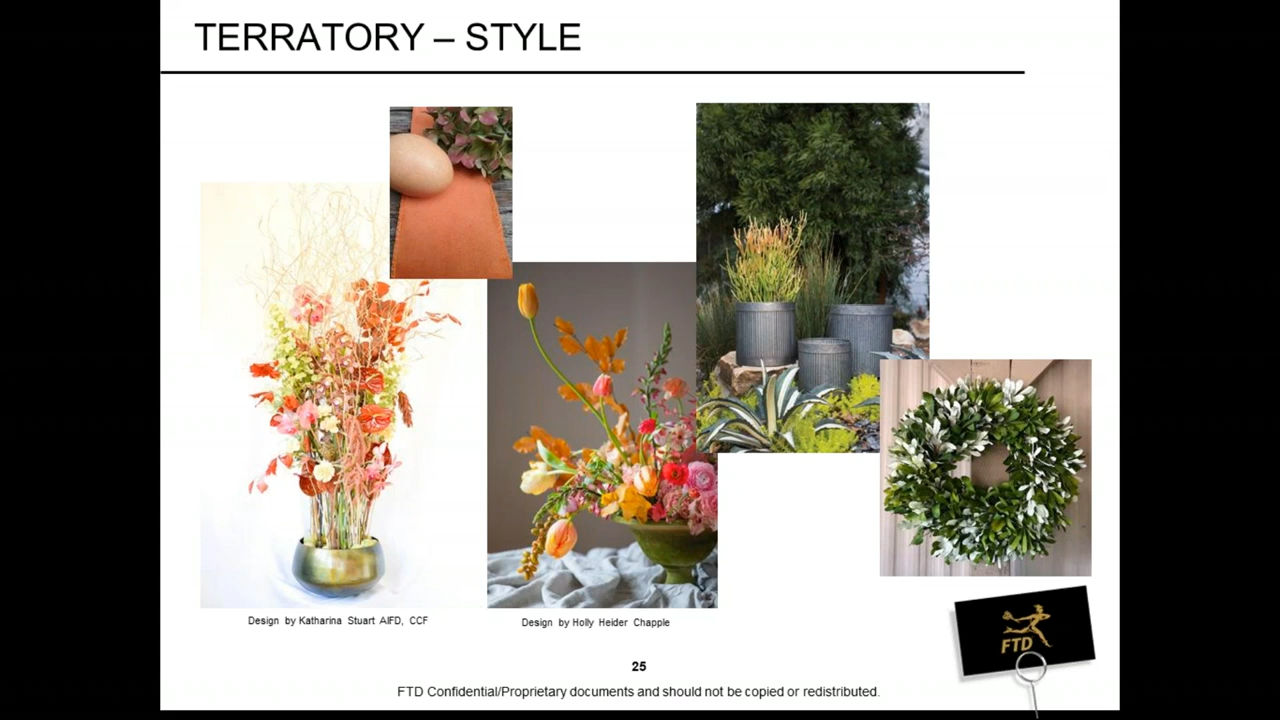 TERRATORY – STYLE
Design by Katharina Stuart AIFD, CCF
Design by Holly Heider Chapple
25
FTD Confidential/Proprietary documents and should not be copied or redistributed.
FTD